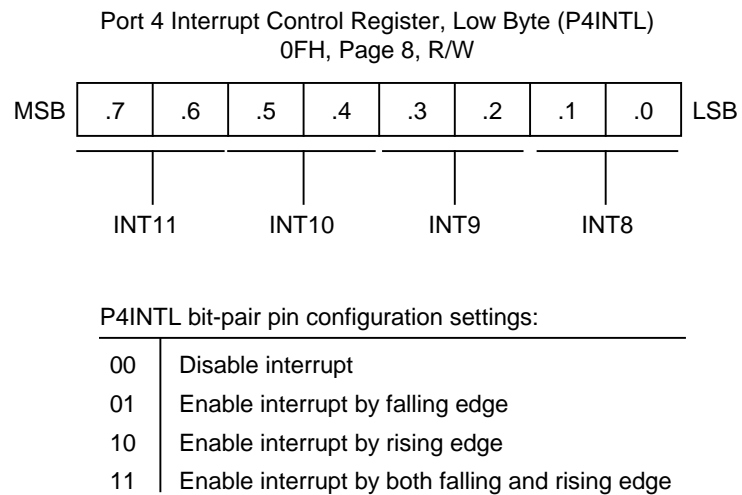 Port 4 Interrupt Control Register, Low Byte (P4INTL)
0FH, Page 8, R/W
MSB .7 .6 .5 .4 .3 .2 .1 .0 LSB
INT11 INT10 INT9 INT8
P4INTL bit-pair pin configuration settings:
00 Disable interrupt
01 Enable interrupt by falling edge
10 Enable interrupt by rising edge
11 Enable interrupt by both falling and rising edge